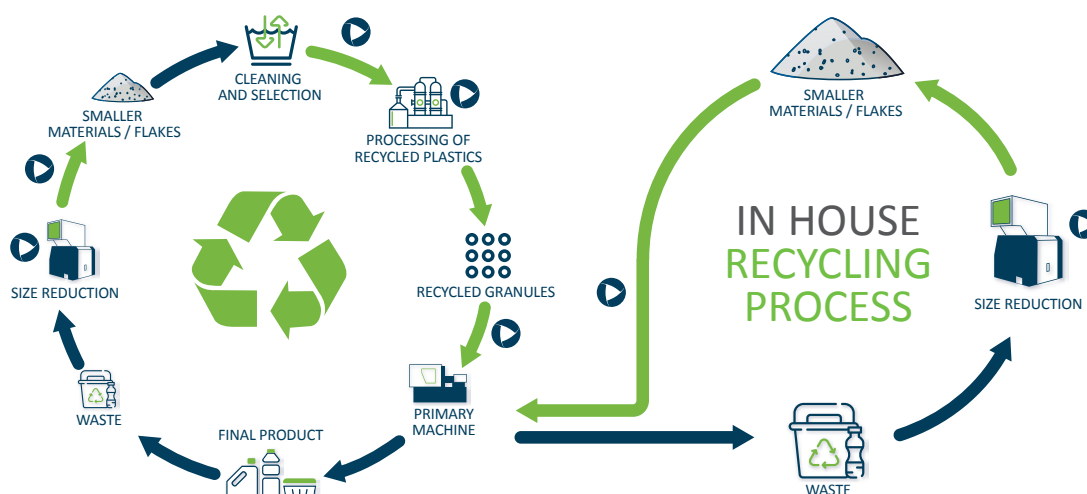 CLEANING
AND SELECTION
PROCESSING OF
RECYCLED PLASTICS
RECYCLED GRANULES
PRIMARY
MACHINE
FINAL PRODUCT
WASTE
SIZE REDUCTION
SMALLER
MATERIALS / FLAKES
IN HOUSE
RECYCLING
PROCESS
SMALLER
MATERIALS / FLAKES
SIZE REDUCTION
WASTE